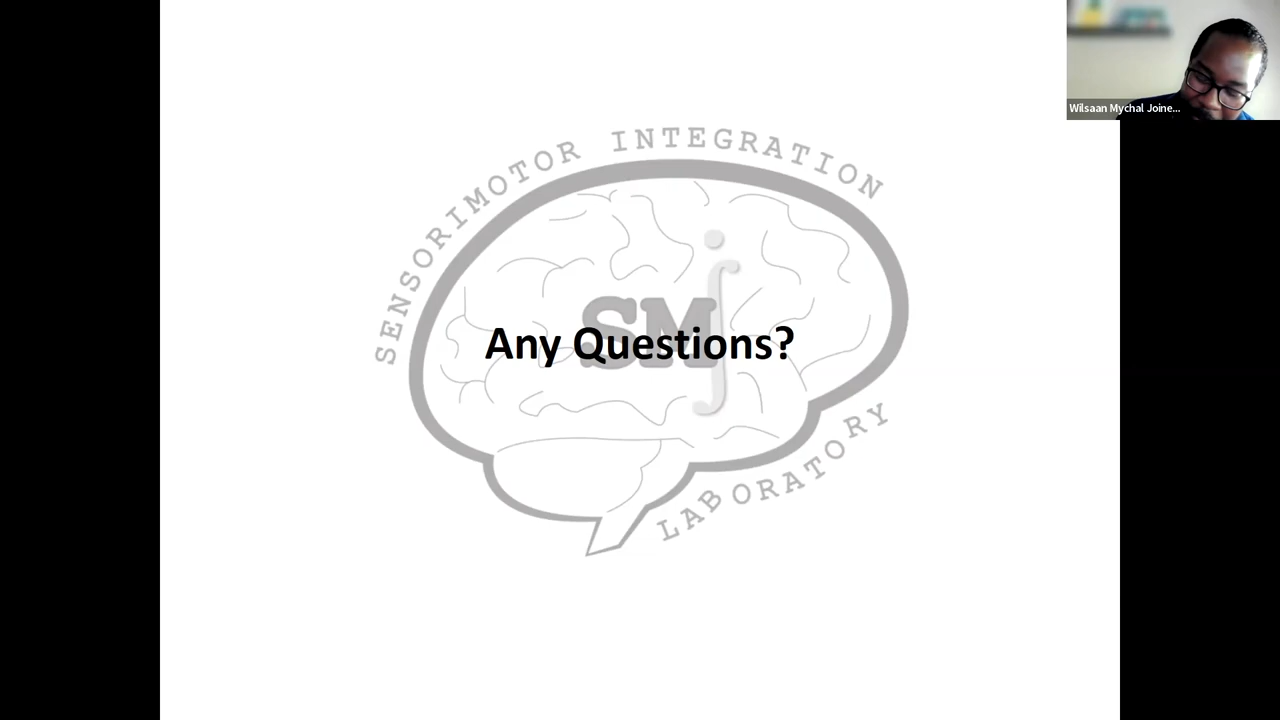 Wilsaan Mychal Joine...
SENSORIMOTOR INTEGRATION
SMj
Any Questions?
LABORATORY